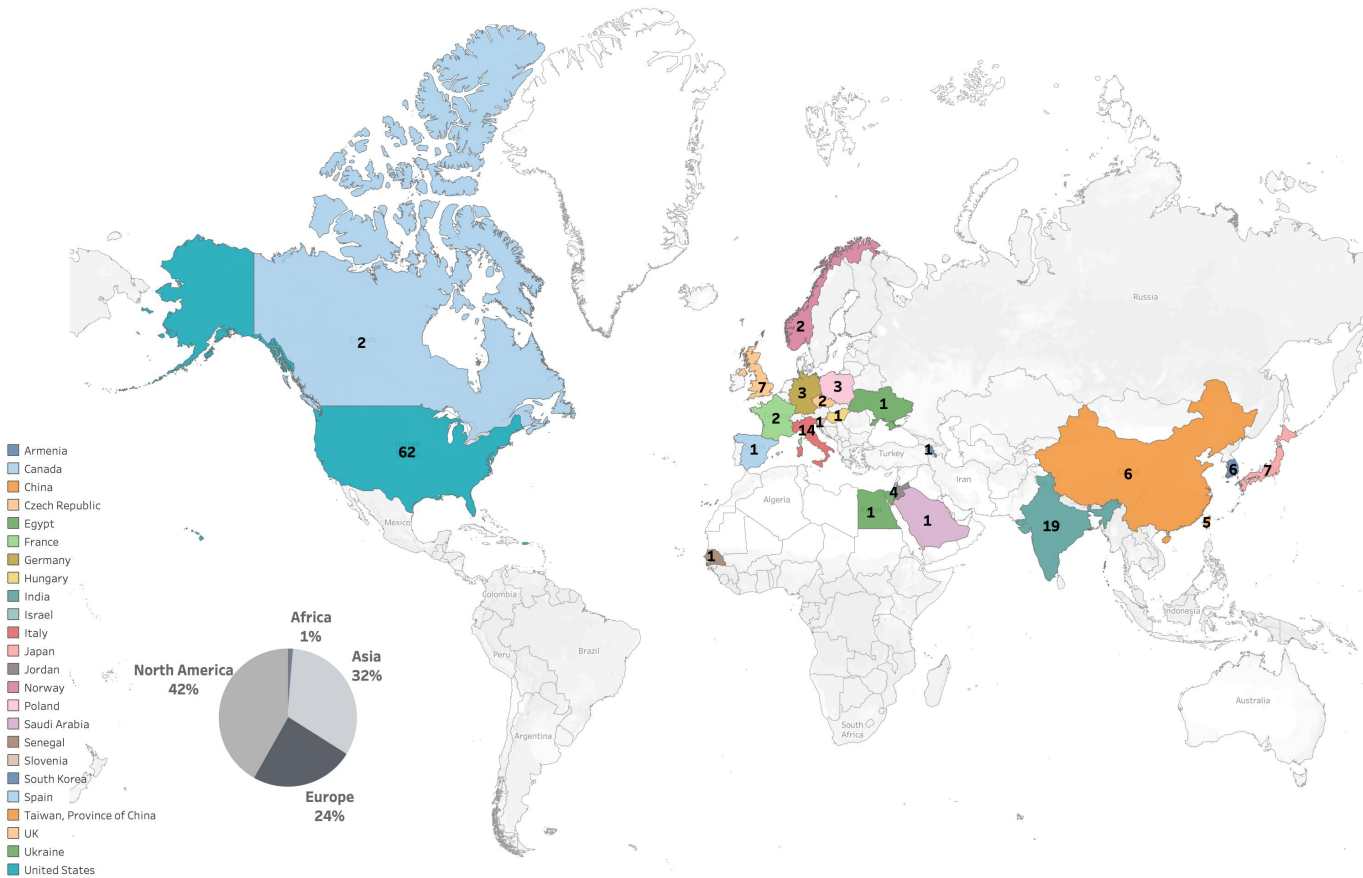 Russia
2
2
7
3
3
2
1
1
14
1
2
62
1
1
Turkey
Iran
6
6
7
Algeria
4
1
1
19
5
Mexico
1
Colombia
Indonesia
Peru
Brazil
Australia
South
Africa
Argentina
Armenia
Canada
China
Czech Republic
Egypt
France
Germany
Hungary
India
Israel
Italy
Japan
Jordan
Norway
Poland
Saudi Arabia
Senegal
Slovenia
South Korea
Spain
Taiwan, Province of China
UK
Ukraine
United States
Africa
1%
Asia
32%
North America
42%
Europe
24%